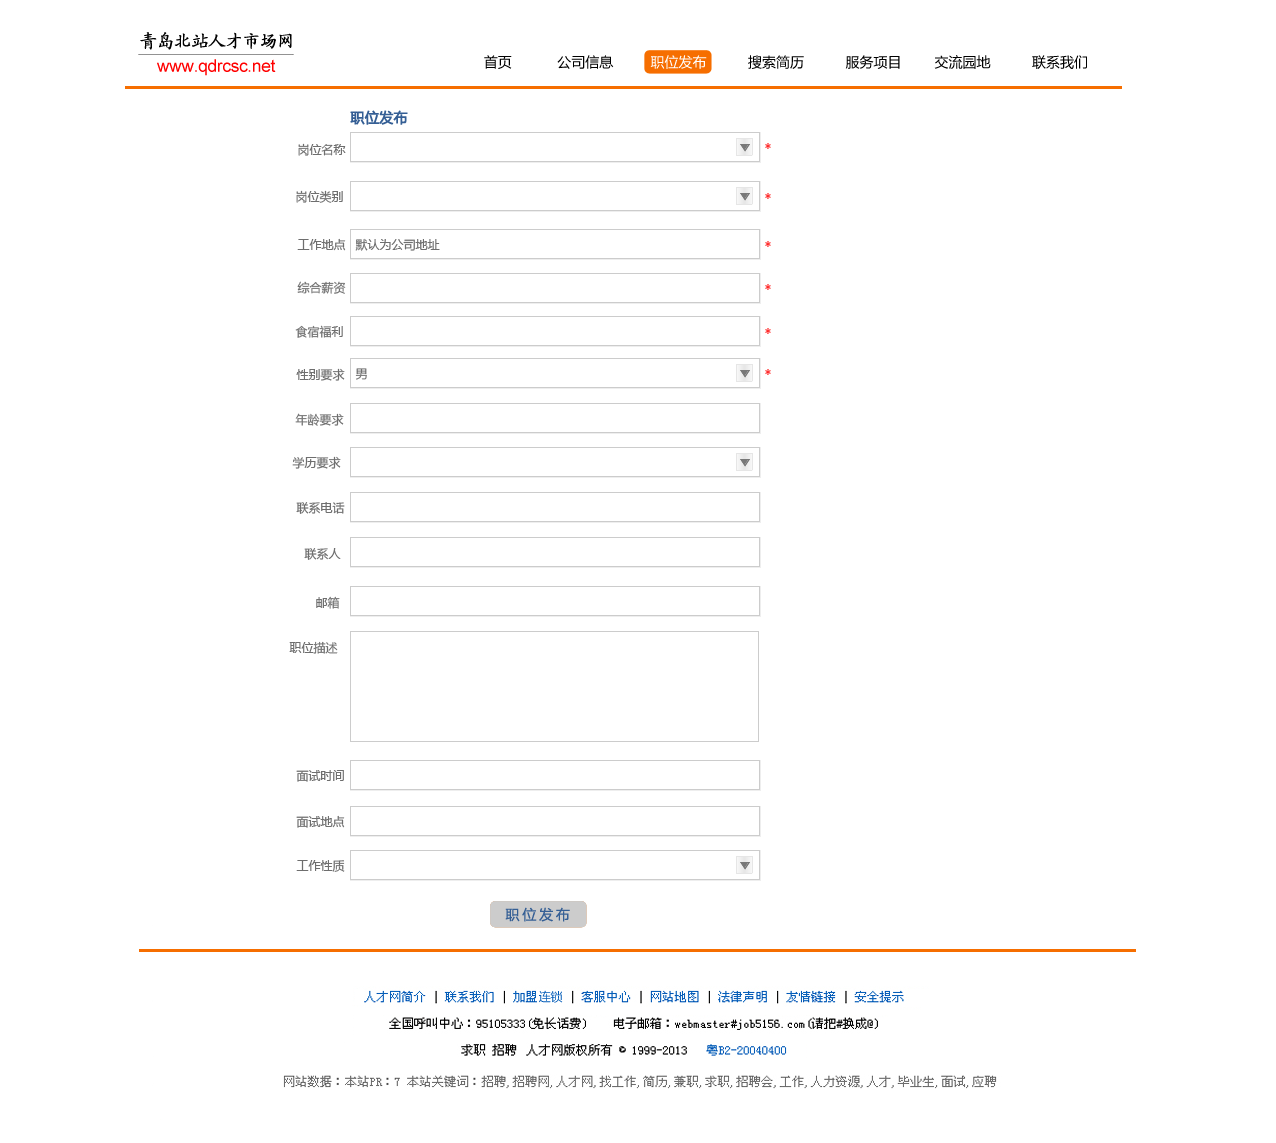 青岛北站人才市场网
www.qdrcsc.net
首页 公司信息 职位发布 搜索简历 服务项目 交流园地 联系我们
职位发布
岗位名称 *
岗位类别 *
工作地点 默认为公司地址 *
综合薪资 *
食宿福利 *
性别要求 男 *
年龄要求
学历要求
联系电话
联系人
邮箱
职位描述
面试时间
面试地点
工作性质
职位发布
人才网简介 | 联系我们 | 加盟连锁 | 客服中心 | 网站地图 | 法律声明 | 友情链接 | 安全提示
全国呼叫中心：95105333(免长话费) 电子邮箱：webmaster#job5156.com(请把#换成@)
求职 招聘 人才网版权所有 © 1999-2013 粤B2-20040400
网站数据：本站PR：7 本站关键词：招聘,招聘网,人才网,找工作,简历,兼职,求职,招聘会,工作,人力资源,人才,毕业生,面试,应聘